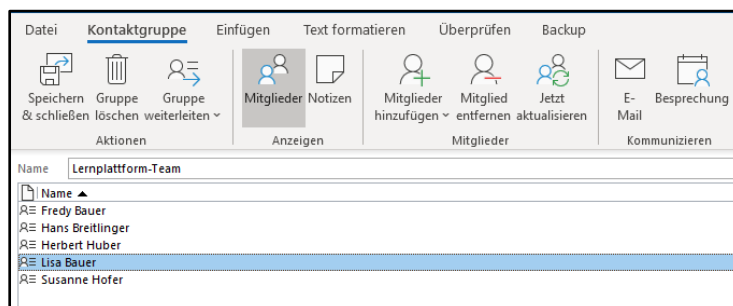 Datei Kontaktgruppe Einfügen Text formatieren Überprüfen Backup
Speichern Gruppe Gruppe Mitglieder Notizen Mitglieder Mitglied Jetzt E- Besprechung
& schließen löschen weiterleiten hinzufügen entfernen aktualisieren Mail
Aktionen Anzeigen Mitglieder Kommunizieren
Name Lernplattform-Team
Name
Fredy Bauer
Hans Breitlinger
Herbert Huber
Lisa Bauer
Susanne Hofer